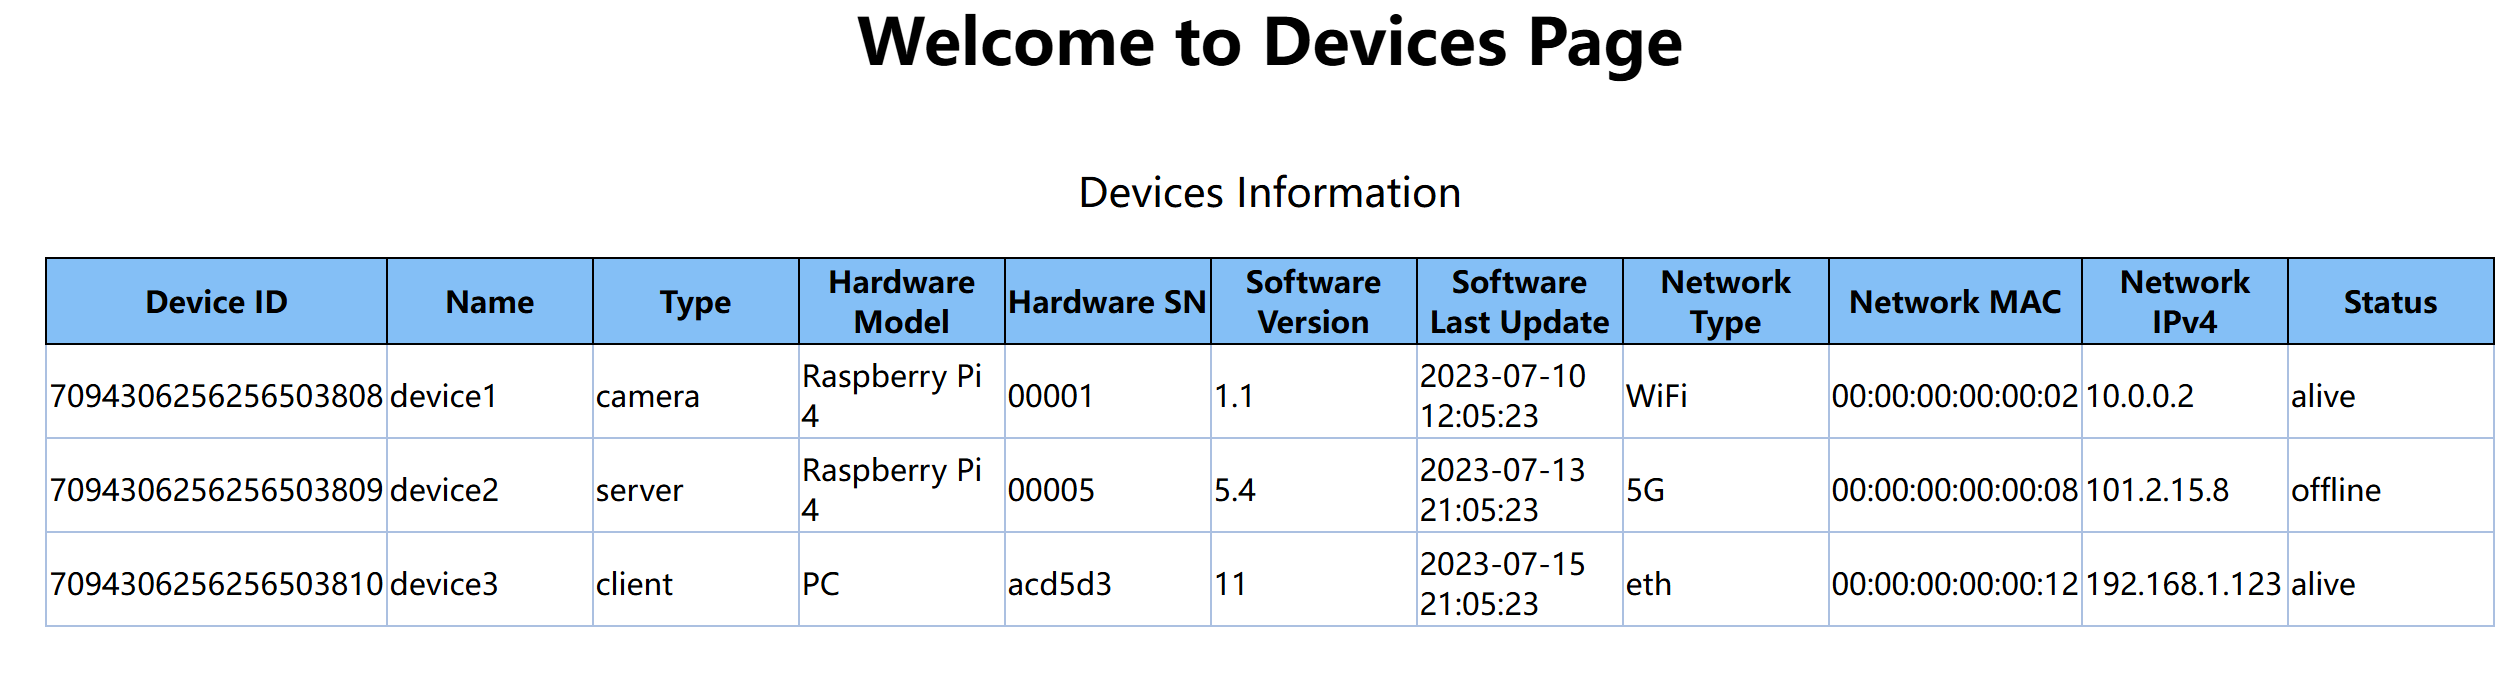 Welcome to Devices Page
Devices Information
Device ID Name Type Hardware Model Hardware SN Software Version Software Last Update Network Type Network MAC Network IPv4 Status
7094306256256503808 device1 camera Raspberry Pi 4 00001 1.1 2023-07-10 12:05:23 WiFi 00:00:00:00:00:02 10.0.0.2 alive
7094306256256503809 device2 server Raspberry Pi 4 00005 5.4 2023-07-13 21:05:23 5G 00:00:00:00:00:08 101.2.15.8 offline
7094306256256503810 device3 client PC acd5d3 11 2023-07-15 21:05:23 eth 00:00:00:00:00:12 192.168.1.123 alive